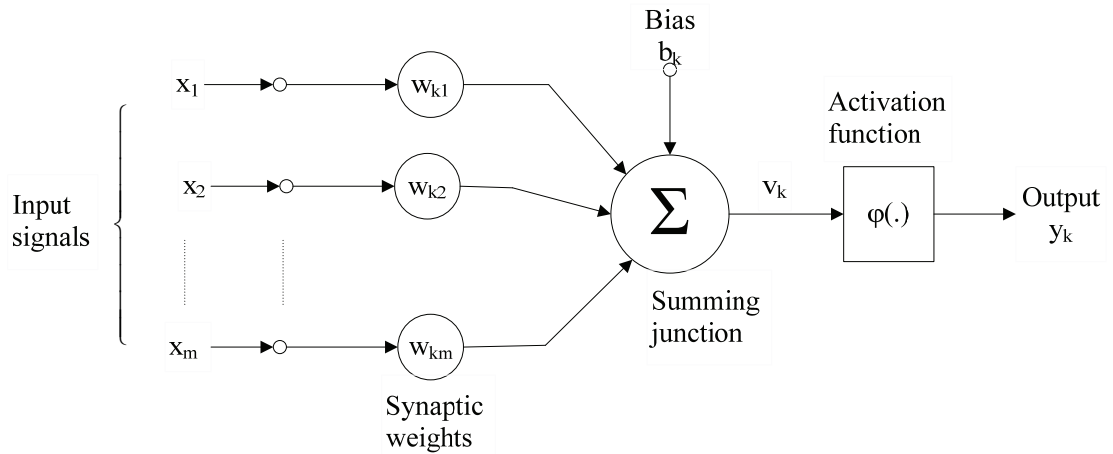 Bias
bₖ
x₁
wₖ₁
Activation
function
x₂
wₖ₂
Input
signals
Σ
vₖ
φ(.)
Output
yₖ
Summing
junction
xₘ
wₖₘ
Synaptic
weights